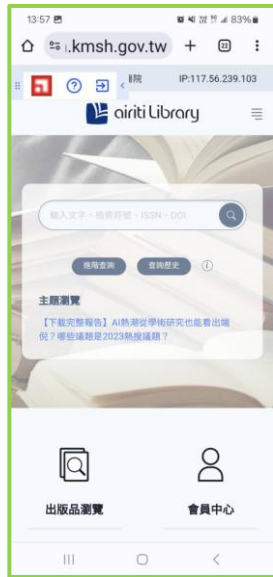 13:57
83%
.kmsh.gov.tw
22
醫院
IP:117.56.239.103
airiti Library
輸入文字、檢索符號、ISSN、DOI
進階查詢
查詢歷史
主題瀏覽
【下載完整報告】AI熱潮從學術研究也能看出端
倪？哪些議題是2023熱搜議題？
出版品瀏覽
會員中心